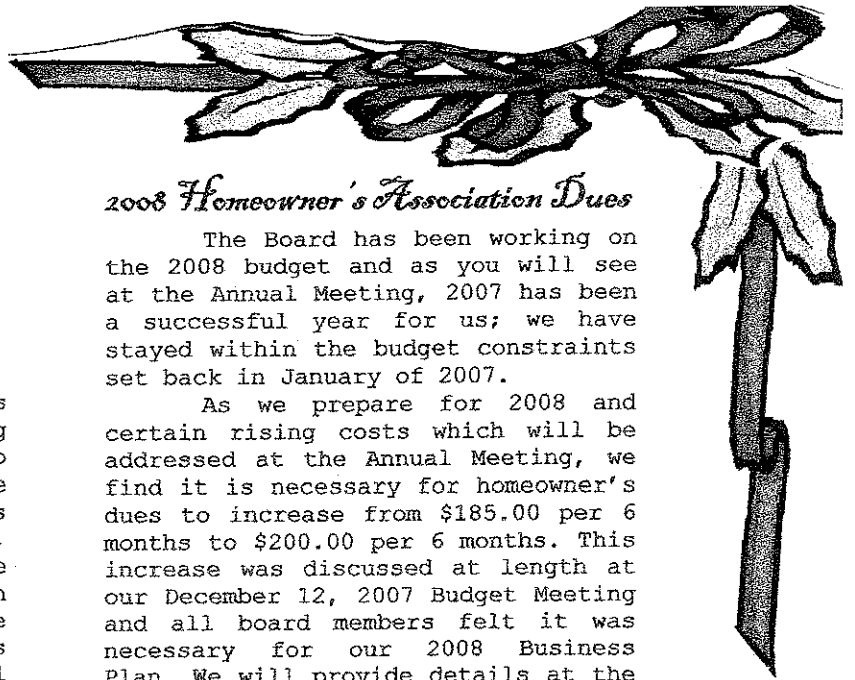 2008 Homeowner's Association Dues
The Board has been working on
the 2008 budget and as you will see
at the Annual Meeting, 2007 has been
a successful year for us; we have
stayed within the budget constraints
set back in January of 2007.
As we prepare for 2008 and
certain rising costs which will be
addressed at the Annual Meeting, we
find it is necessary for homeowner's
dues to increase from $185.00 per 6
months to $200.00 per 6 months. This
increase was discussed at length at
our December 12, 2007 Budget Meeting
and all board members felt it was
necessary for our 2008 Business
Plan. We will provide details at the